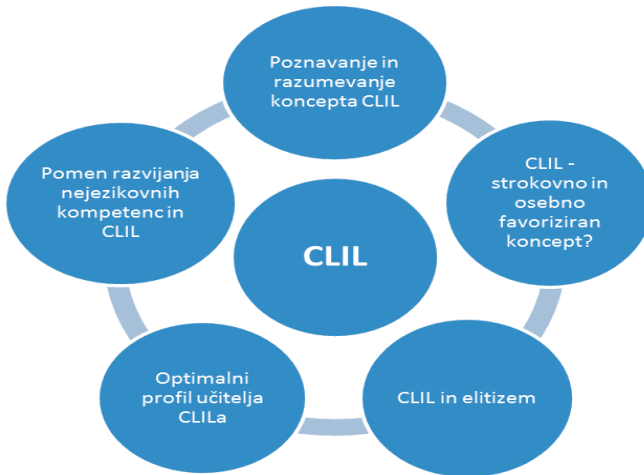 Poznavanje in
razumevanje
koncepta CLIL
CLIL -
strokovno in
osebno
favoriziran
koncept?
CLIL in elitizem
Optimalni
profil učitelja
CLILa
Pomen razvijanja
nejezikovnih
kompetenc in
CLIL
CLIL